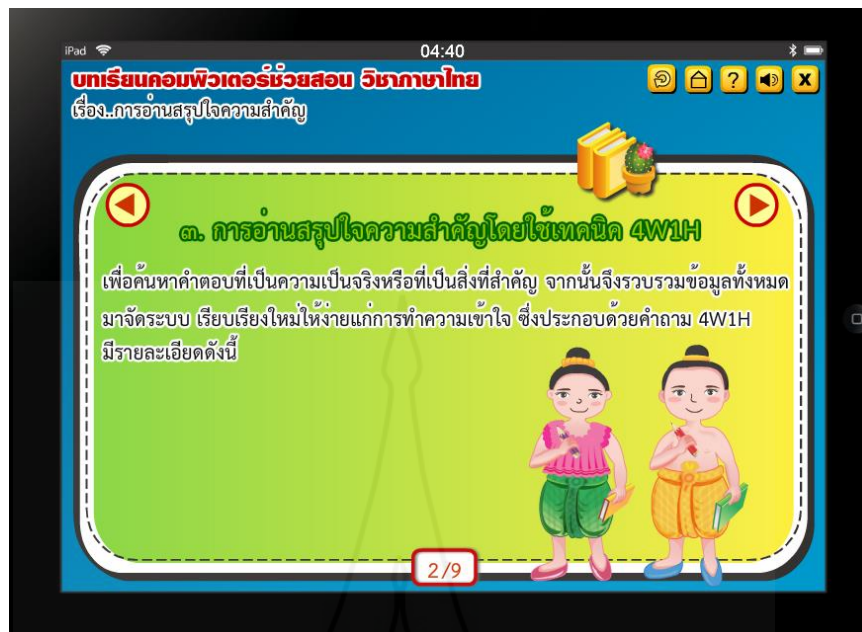 iPad 04:40
บทเรียนคอมพิวเตอร์ช่วยสอน วิชาภาษาไทย
เรื่อง..การอ่านสรุปใจความสำคัญ
? x
๓. การอ่านสรุปใจความสำคัญโดยใช้เทคนิค 4W1H
เพื่อค้นหาคำตอบที่เป็นความเป็นจริงหรือที่เป็นสิ่งที่สำคัญ จากนั้นจึงรวบรวมข้อมูลทั้งหมด
มาจัดระบบ เรียบเรียงใหม่ให้ง่ายแก่การทำความเข้าใจ ซึ่งประกอบด้วยคำถาม 4W1H
มีรายละเอียดดังนี้
2/9